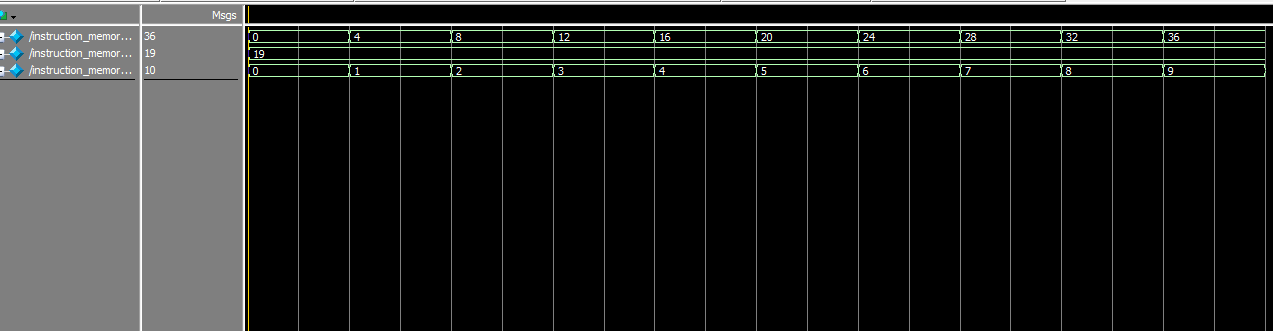 Msgs
/instruction_memor... 36 0 4 8 12 16 20 24 28 32 36
/instruction_memor... 19 19
/instruction_memor... 10 0 1 2 3 4 5 6 7 8 9